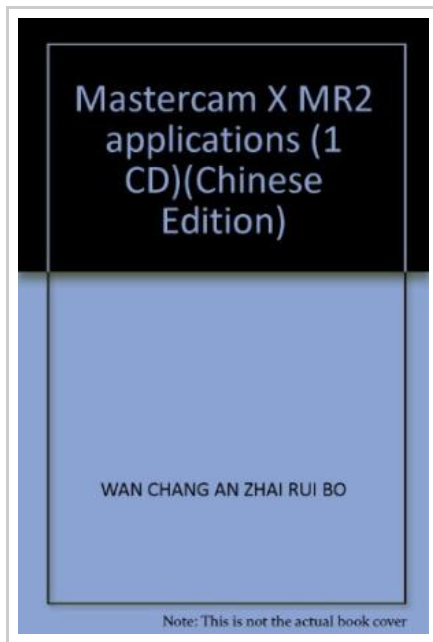 Mastercam X MR2
applications (1
CD)(Chinese
Edition)
WAN CHANG AN ZHAI RUI BO
Note: This is not the actual book cover